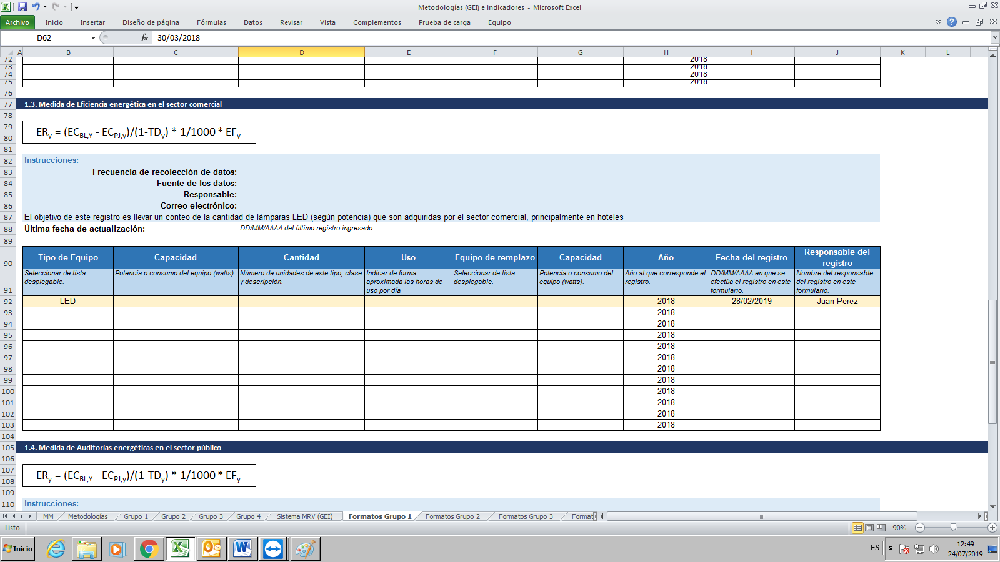 Metodologías (GEI) e indicadores - Microsoft Excel
Archivo Inicio Insertar Diseño de página Fórmulas Datos Revisar Vista Complementos Prueba de carga Equipo
D62 fx 30/03/2018
A B C D E F G H I J K L
72 2018
73 2018
74 2018
75 2018
76
77 1.3. Medida de Eficiencia energética en el sector comercial
78
79
ERy = (ECBL,Y - ECPJ,y)/(1-TDy) * 1/1000 * EFy
80
81
82 Instrucciones:
83 Frecuencia de recolección de datos:
84 Fuente de los datos:
85 Responsable:
86 Correo electrónico:
87 El objetivo de este registro es llevar un conteo de la cantidad de lámparas LED (según potencia) que son adquiridas por el sector comercial, principalmente en hoteles
88 Última fecha de actualización: DD/MM/AAAA del último registro ingresado
89
90 Tipo de Equipo Capacidad Cantidad Uso Equipo de remplazo Capacidad Año Fecha del registro Responsable del registro
91 Seleccionar de lista desplegable. Potencia o consumo del equipo (watts). Número de unidades de este tipo, clase y descripción. Indicar de forma aproximada las horas de uso por día Seleccionar de lista desplegable. Potencia o consumo del equipo (watts). Año al que corresponde el registro. DD/MM/AAAA en que se efectúa el registro en este formulario. Nombre del responsable del registro en este formulario.
92 LED 2018 28/02/2019 Juan Perez
93 2018
94 2018
95 2018
96 2018
97 2018
98 2018
99 2018
100 2018
101 2018
102 2018
103 2018
104
105 1.4. Medida de Auditorías energéticas en el sector público
106
107
ERy = (ECBL,Y - ECPJ,y)/(1-TDy) * 1/1000 * EFy
108
109
110 Instrucciones:
MM Metodologías Grupo 1 Grupo 2 Grupo 3 Grupo 4 Sistema MRV (GEI) Formatos Grupo 1 Formatos Grupo 2 Formatos Grupo 3 Format
Listo 90%
Inicio ES 12:49
24/07/2019